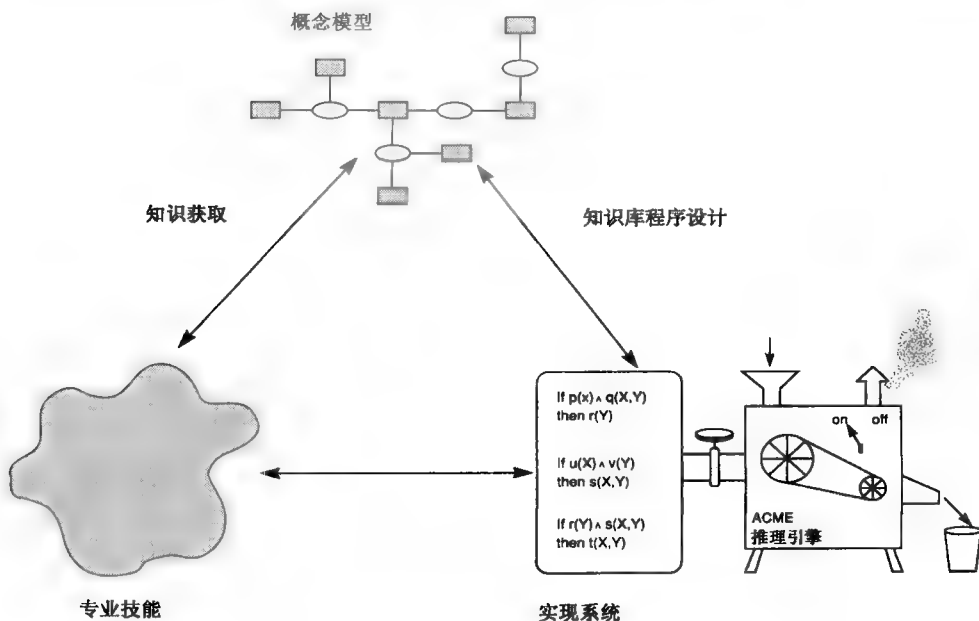 概念模型
知识获取
知识库程序设计
If p(x) ∧ q(X,Y)
then r(Y)
If u(X) ∧ v(Y)
then s(X,Y)
If r(Y) ∧ s(X,Y)
then t(X,Y)
on off
ACME
推理引擎
专业技能
实现系统